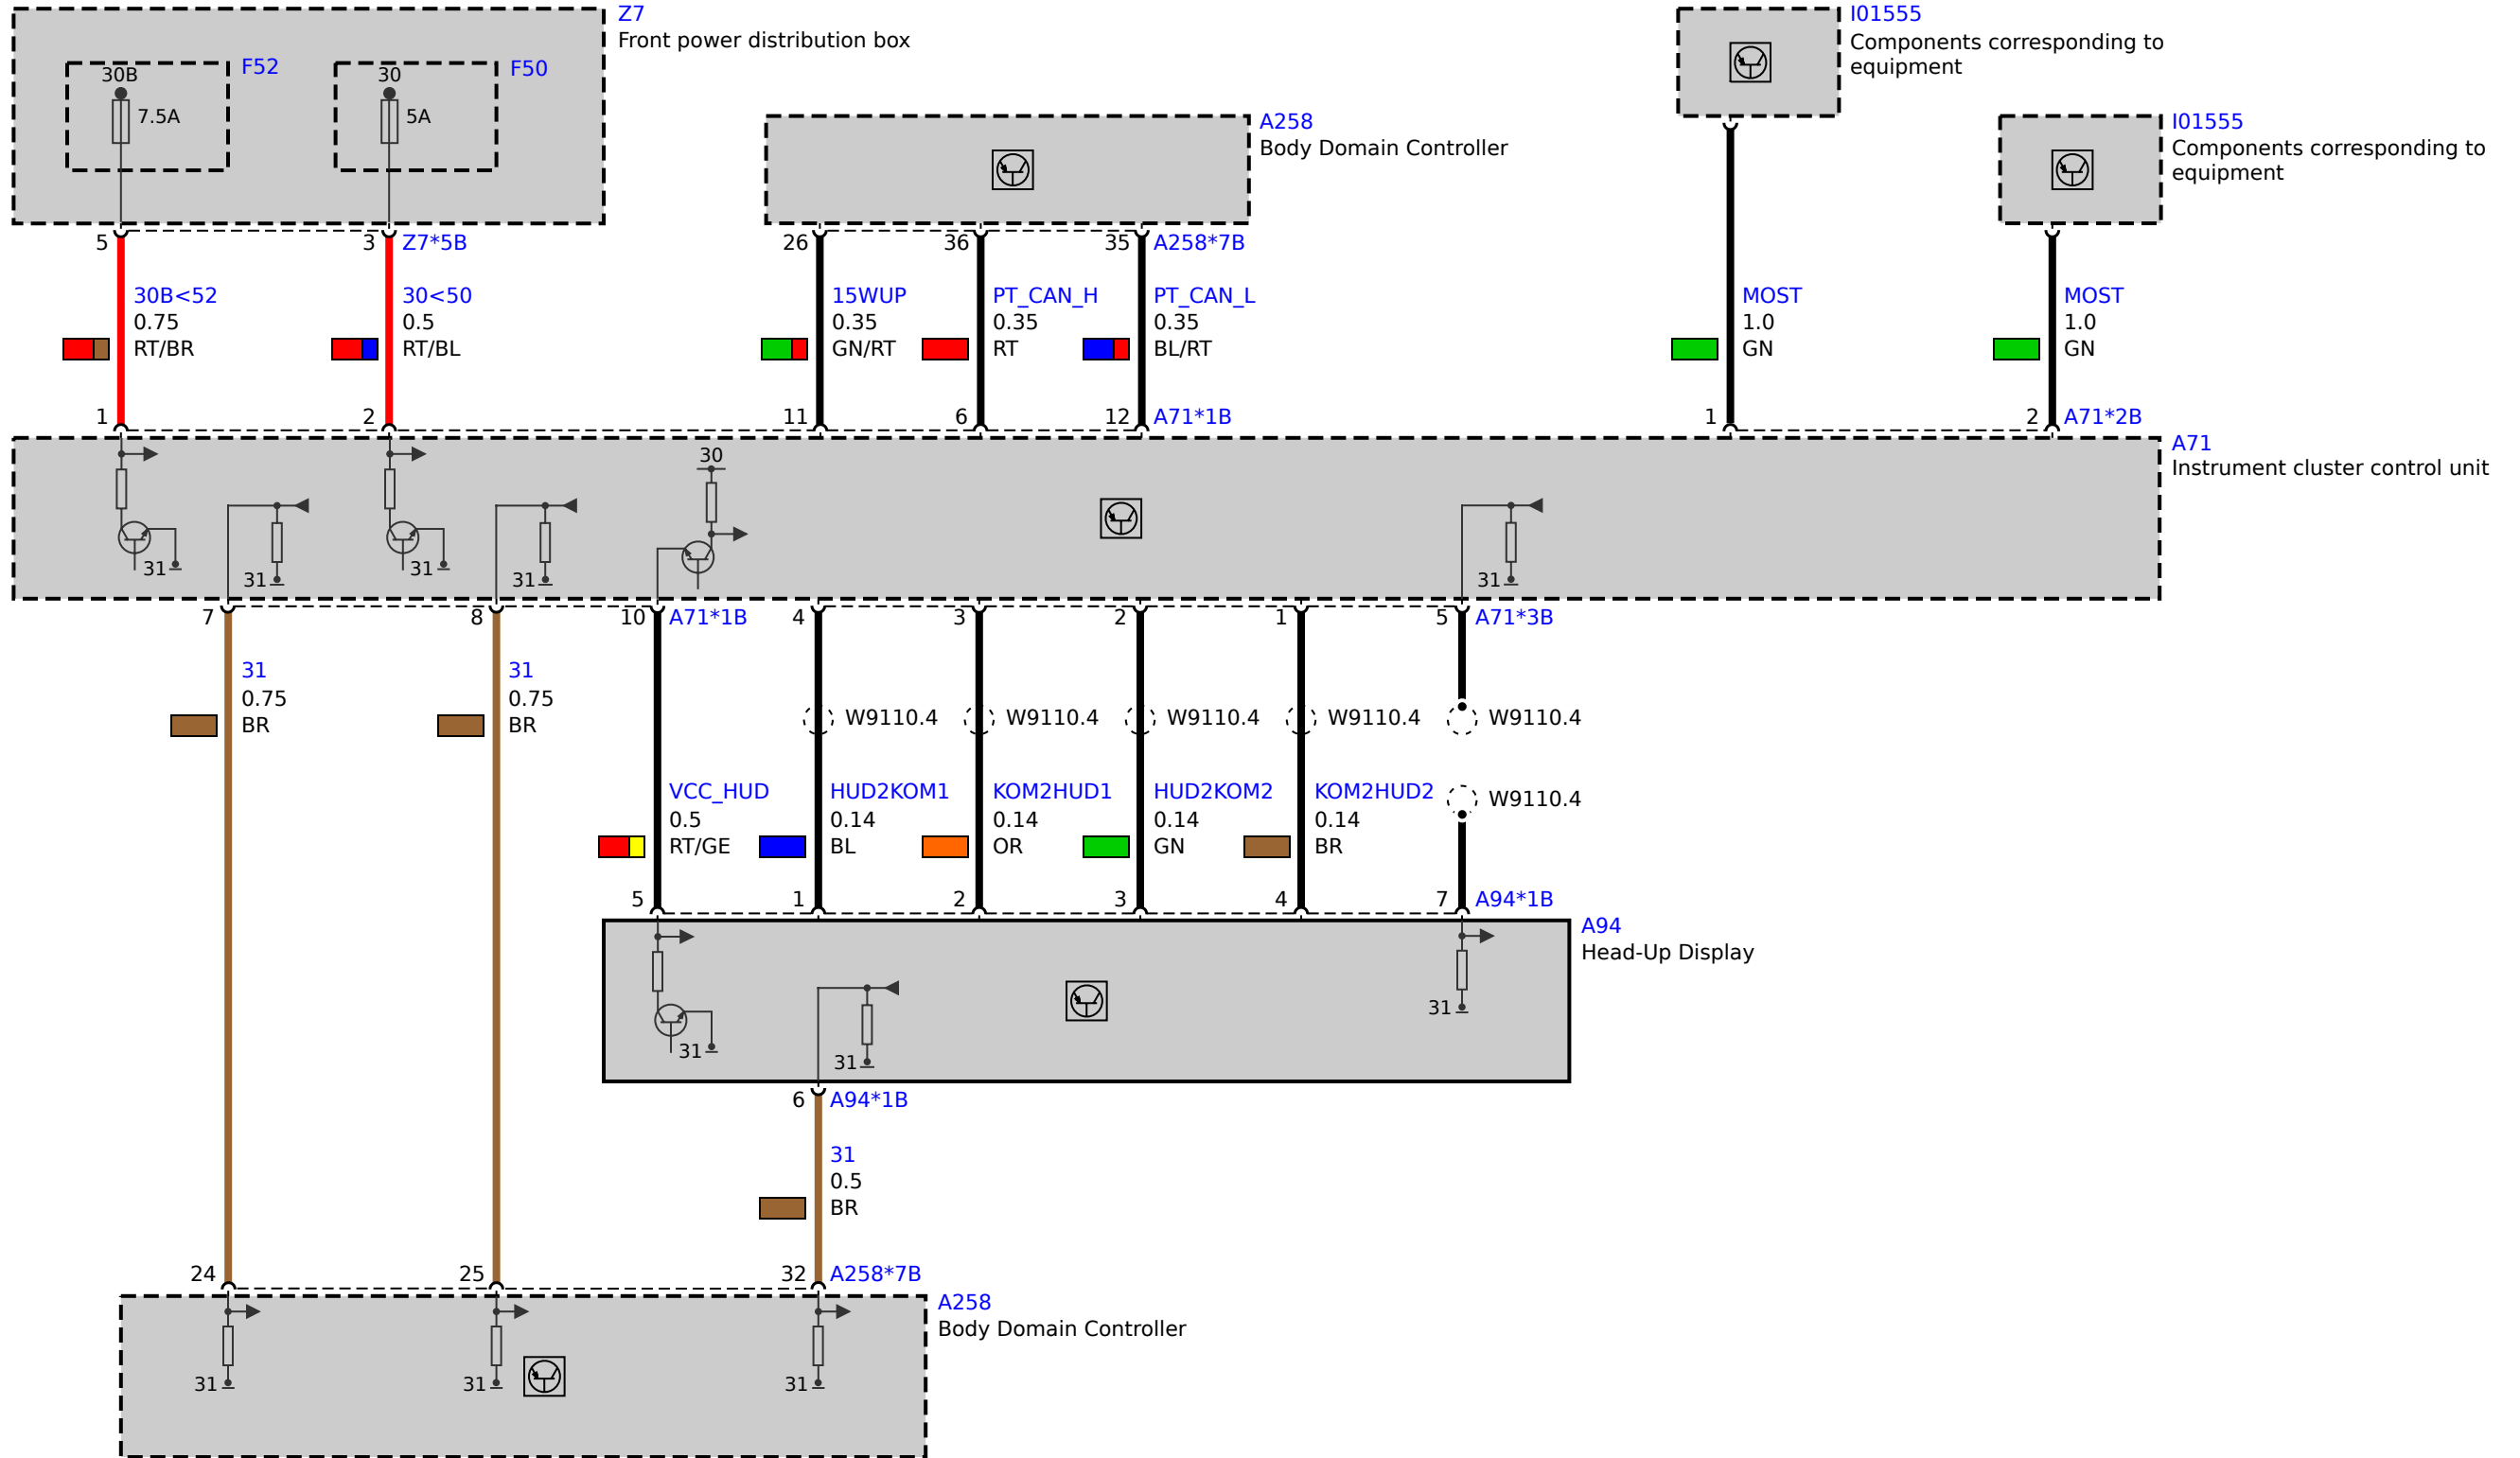 Z7
Front power distribution box
I01555
Components corresponding to
equipment
30B
F52
30
F50
7.5A
5A
A258
Body Domain Controller
I01555
Components corresponding to
equipment
5
3
Z7*5B
26
36
35
A258*7B
30B<52
0.75
RT/BR
30<50
0.5
RT/BL
15WUP
0.35
GN/RT
PT_CAN_H
0.35
RT
PT_CAN_L
0.35
BL/RT
MOST
1.0
GN
MOST
1.0
GN
1
2
11
6
12
A71*1B
1
2
A71*2B
A71
Instrument cluster control unit
30
31
31
31
31
31
7
8
10
A71*1B
4
3
2
1
5
A71*3B
31
0.75
BR
31
0.75
BR
W9110.4
W9110.4
W9110.4
W9110.4
W9110.4
W9110.4
VCC_HUD
0.5
RT/GE
HUD2KOM1
0.14
BL
KOM2HUD1
0.14
OR
HUD2KOM2
0.14
GN
KOM2HUD2
0.14
BR
5
1
2
3
4
7
A94*1B
A94
Head-Up Display
31
31
31
6
A94*1B
31
0.5
BR
24
25
32
A258*7B
A258
Body Domain Controller
31
31
31